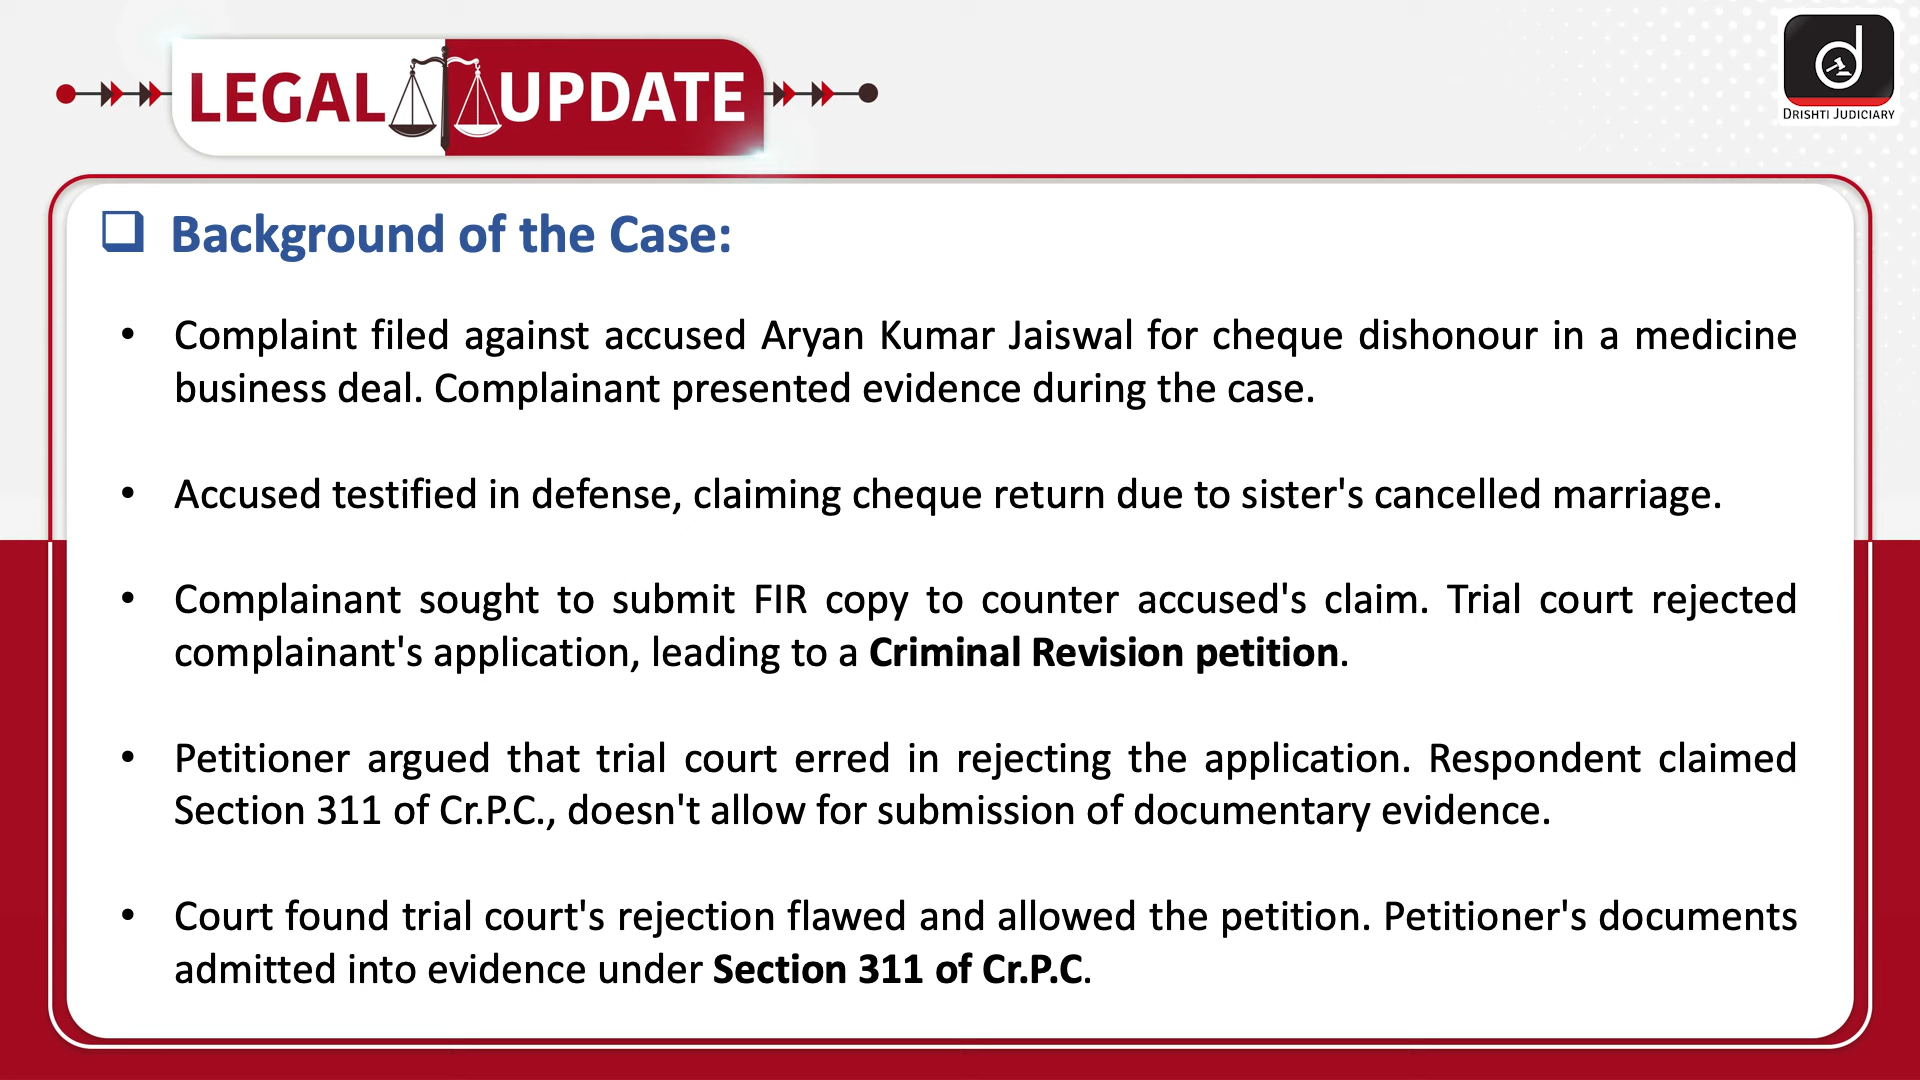 LEGAL UPDATE
DRISHTI JUDICIARY
Background of the Case:
• Complaint filed against accused Aryan Kumar Jaiswal for cheque dishonour in a medicine
business deal. Complainant presented evidence during the case.
• Accused testified in defense, claiming cheque return due to sister's cancelled marriage.
• Complainant sought to submit FIR copy to counter accused's claim. Trial court rejected
complainant's application, leading to a Criminal Revision petition.
• Petitioner argued that trial court erred in rejecting the application. Respondent claimed
Section 311 of Cr.P.C., doesn't allow for submission of documentary evidence.
• Court found trial court's rejection flawed and allowed the petition. Petitioner's documents
admitted into evidence under Section 311 of Cr.P.C.